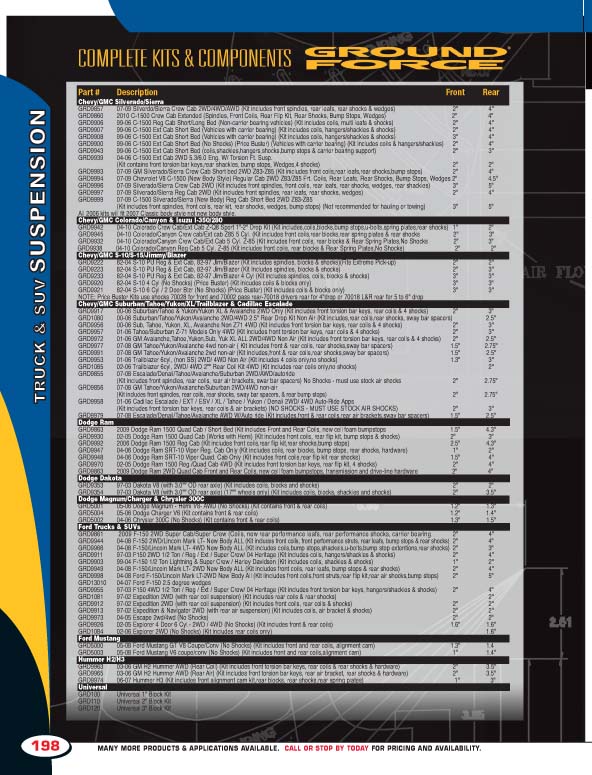 COMPLETE KITS & COMPONENTS GROUND FORCE
TRUCK & SUV SUSPENSION
Part # Description Front Rear
Chevy/GMC Silverado/Sierra
GRD9857 07-09 Silverado/Sierra Crew Cab 2WD/4WD/AWD (Kit includes front spindles, rear leafs, rear shocks & wedges) 2" 4"
GRD9860 2010 C-1500 Crew Cab Extended (Spindles, Front Coils, Rear Flip Kit, Rear Shocks, Bump Stops, Wedges) 2" 4"
GRD9906 99-06 C-1500 Reg Cab Short/Long Bed (Non-carrier bearing vehicles) (Kit includes coils, multi leafs & shocks) 2" 4"
GRD9907 99-06 C-1500 Ext Cab Short Bed (Vehicles with carrier bearing) (Kit includes coils, hangers/shackles & shocks) 2" 4"
GRD9908 99-06 C-1500 Ext Cab Short Bed (Vehicles with carrier bearing) (Kit includes coils, hangers/shackles & shocks) 3" 4"
GRD9900 99-06 C-1500 Ext Cab Short Bed (No Shocks) (Price Buster) (Vehicles with carrier bearing) (Kit includes coils & hangers/shackles) 2" 4"
GRD9943 99-06 C-1500 Ext Cab Short Bed (coils,shackles,hangers,shocks,bump stops & carrier bearing support) 2" 3"
GRD9939 04-06 C-1500 Ext Cab 2WD 5.3/6.0 Eng. W/ Torsion Ft. Susp.
(Kit contains front torsion bar keys,rear shackles, bump stops, Wedges,4 shocks) 2" 2"
GRD9983 07-09 GM Silverado/Sierra Crew Cab Short bed 2WD Z83-Z85 (Kit includes front coils,rear leafs,rear shocks,bump stops) 2" 4"
GRD9994 07-09 Chevrolet V8 C-1500 (New Body Style) Regular Cab 2WD Z83/Z85 Frt. Coils, Rear Leafs, Rear Shocks, Bump Stops, Wedges 2" 4.5"
GRD9996 07-09 Silverado/Sierra Crew Cab 2WD (Kit includes front spindles, front coils, rear leafs, rear shocks, wedges, rear shackles) 3" 5"
GRD9997 07-09 Silverado/Sierra Reg Cab 2WD (Kit includes front spindles, rear leafs, rear shocks, wedges) 2" 4"
GRD9999 07-09 C-1500 Silverado/Sierra (New Body) Reg Cab Short Bed 2WD Z83-Z85
(Kit includes front spindles, front coils, rear leaf kit, rear shocks, wedges, bump stops) (Not recommended for hauling or towing) 3" 5"
All 2006 kits will fit 2007 Classic body style not new body style.
Chevy/GMC Colorado/Canyon & Isuzu I-350/280
GRD9942 04-10 Colorado Crew Cab/Ext Cab Z-Q8 Sport 1"-2" Drop Kit (Kit includes,coils,blocks,bump stops,u-bolts,spring plates,rear shocks) 1" 2"
GRD9945 04-10 Colorado/Canyon Crew cab/Ext cab Z85 5 Cyl. (Kit includes front coils,rear blocks,rear spring plates & rear shocks 3" 3"
GRD9932 04-10 Colorado/Canyon Crew Cab/Ext Cab 5 Cyl. Z-85 (Kit includes front coils, rear blocks & Rear Spring Plates,No Shocks 2" 3"
GRD9938 04-10 Colorado/Canyon Reg Cab 5 Cyl. Z-85 (Kit includes front coils, rear blocks & Rear Spring Plates,No Shocks) 2" 2"
Chevy/GMC S-10/S-15/Jimmy/Blazer
GRD9222 82-04 S-10 PU Reg & Ext Cab, 82-97 Jim/Blazer (Kit includes spindles, blocks & shocks)(Fits Extreme Pick-up) 2" 2"
GRD9223 82-04 S-10 PU Reg & Ext Cab, 82-97 Jim/Blazer (Kit includes spindles, blocks & shocks) 2" 3"
GRD9233 82-04 S-10 PU Reg & Ext Cab, 82-97 Jim/Blazer 4 Cyl (Kit includes spindles, coils, blocks & shocks) 3" 3"
GRD9920 82-04 S-10 4 Cyl (No Shocks) (Price Buster) (Kit includes coils & blocks only) 3" 3"
GRD9921 82-04 S-10 6 Cyl / 2 Door Blzr (No Shocks) (Price Buster) (Kit includes coils & blocks only) 3" 3"
NOTE: Price Buster Kits use shocks 70028 for front and 70002 pass rear-70018 drivers rear for 4"drop or 70018 L&R rear for 5 to 6" drop
Chevy/GMC Suburban/Tahoe/Yukon/XL/Trailblazer & Cadillac Escalade
GRD9917 00-06 Suburban/Tahoe & Yukon/Yukon XL & Avalanche 2WD Only (Kit includes front torsion bar keys, rear coils & 4 shocks) 2" 3"
GRD1080 00-06 Suburban/Tahoe/Yukon/Avalanche 2WD/4WD 2.5" Rear Drop Kit Non Air (Kit includes, rear coils,rear shocks, sway bar spacers) 2.5"
GRD9956 00-06 Sub, Tahoe, Yukon, XL,,Avalanche Non Z71 4WD (Kit includes front torsion bar keys, rear coils & 4 shocks) 2" 3"
GRD9957 01-06 Tahoe/Suburban Z-71 Models Only 4WD (Kit includes front torsion bar keys, rear coils & 4 shocks) 2" 3"
GRD9972 01-06 GM Avalanche,Tahoe,Yukon,Sub, Yuk XL ALL 2WD/4WD Non Air (Kit includes front torsion bar keys, rear coils & 4 shocks) 2" 2.5"
GRD9977 07-08 GM Tahoe/Yukon/Avalanche 4wd non-air ( Kit includes front & rear coils, rear shocks,sway bar spacers) 1.5" 2.75"
GRD9991 07-08 GM Tahoe/Yukon/Avalanche 2wd non-air (Kit includes,front & rear coils,rear shocks,sway bar spacers) 1.5" 2.5"
GRD9953 01-06 Trailblazer 6cyl, (non SS) 2WD/ 4WD Non Air (Kit includes 4 coils only,no shocks) 1.3" 3"
GRD1085 00-06 Trailblazer 6cyl, 2WD/ 4WD 2"" Rear Coil Kit 4WD (Kit includes rear coils only,no shocks) 2"
GRD9855 07-08 Escalade/Denali/Tahoe/Avalanche/Suburban 2WD/AWD/autoride
(Kit includes front spindles, rear coils, rear air brackets, sway bar spacers) No Shocks - must use stock air shocks 2" 2.75"
GRD9856 07-08 GM Tahoe/Yukon/Avalanche/Suburban 2WD/4WD non-air
(Kit includes front spindles, rear coils, rear shocks, sway bar spacers, & rear bump stops) 2" 2.75"
GRD9958 01-06 Cadillac Escalade / EXT / ESV / XL / Tahoe / Yukon / Denali 2WD/ 4WD Auto-Ride Apps
(Kit includes front torsion bar keys, rear coils & air brackets) (NO SHOCKS - MUST USE STOCK AIR SHOCKS) 2" 3"
GRD9979 07-08 Escalade/Denali/Tahoe/Avalanche AWD W/Auto ride (Kit includes,front & rear coils,rear air brackets,sway bar spacers) 1.5" 2.5"
Dodge Ram
GRD9863 2009 Dodge Ram 1500 Quad Cab / Short Bed (Kit includes Front and Rear Coils, new coil foam bumpstops 1.5" 4.3"
GRD9930 02-05 Dodge Ram 1500 Quad Cab (Works with Hemi) (Kit includes front coils, rear flip kit, bump stops & shocks) 2" 3"
GRD9982 2006 Dodge Ram 1500 Reg Cab (Kit includes front coils,rear flip kit,rear shocks,bump stops) 2.5" 4.3"
GRD9947 04-06 Dodge Ram SRT-10 Viper Reg. Cab Only (Kit includes coils, rear blocks, bump stops, rear shocks, hardware) 1" 2"
GRD9948 04-06 Dodge Ram SRT-10 Viper Quad. Cab Only (Kit includes front coils,rear flip kit, & rear shocks) 1.5" 4"
GRD9970 02-05 Dodge Ram 1500 Reg./Quad Cab 4WD (Kit includes front torsion bar keys, rear flip kit, 4 shocks) 2" 4"
GRD9883 2009 Dodge Ram 2WD Quad Cab Front and Rear Coils, new coil foam bumpstops, transmission and drive-line hardware 2" 4"
Dodge Dakota
GRD9353 97-03 Dakota V8 (with 3.0"" OD rear axle) (Kit includes coils, blocks and shocks) 3" 3"
GRD9354 97-03 Dakota V8 (with 3.0"" OD rear axle) (17"" wheels only) (Kit includes coils, blocks, shackles and shocks) 2" 3.5"
Dodge Magnum/Charger & Chrysler 300C
GRD5001 05-06 Dodge Magnum - Hemi V8- AWD (No shocks) (Kit contains front & rear coils) 1.2" 1.3"
GRD5004 05-06 Dodge Charger V6 (Kit contains front & rear coils) 1.2" 1.4"
GRD5002 04-06 Chrysler 300C (No Shocks) (Kit contains front & rear coils) 1.3" 1.5"
Ford Trucks & SUVs
GRD9861 2009 F-150 2WD Super Cab/Super Crew (Coils, new rear performance leafs, rear performance shocks, carrier bearing 2" 4"
GRD9944 04-08 F-150 2WD/Lincoln Mark LT- New Body ALL (Kit includes front coils, front performance struts, rear leafs, bump stops & rear shocks) 2" 4"
GRD9966 04-08 F-150/Lincoln Mark LT- New Body ALL (Kit includes coils,bump stops,shackels,u-bolts,bump stop extentions,rear shocks) 2" 3"
GRD9911 97-03 F-150 2WD 1/2 Ton / Reg / Ext / Super Crew/ 04 Heritage (Kit includes coils, hangers/shackles & shocks) 2" 4"
GRD9903 99-04 F-150 1/2 Ton Lightning & Super Crew / Harley Davidson ( Kit includes coils, shackles & shocks) 1" 2"
GRD9949 04-08 F-150/Lincoln Mark LT- 2WD New Body ALL (Kit includes front coils, rear leafs, bump stops & rear shocks) 2" 4"
GRD9998 04-08 Ford F-150/Lincoln Mark LT-2WD New Body All (Kit includes front coils,front struts,rear flip kit,rear air shocks,bump stops) 2" 5"
GRD13010 04-07 Ford F-150 2.5 degree wedges
GRD9955 97-03 F-150 4WD 1/2 Ton / Reg / Ext / Super Crew/ 04 Heritage (Kit includes front torsion bar keys, hangers/shackles & shocks) 2" 4"
GRD1081 97-02 Expedition 2WD (with rear coil suspension) (Kit includes rear coils & rear shocks) 2"
GRD9912 97-02 Expedition 2WD (with rear coil suspension) (Kit includes front coils, rear coils & shocks) 2" 2"
GRD9913 97-02 Expedition & Navigator 2WD (with rear air suspension) (Kit includes coils, air bracket & shocks) 2" 2"
GRD9973 04-05 Escape 2wd/4wd (No Shocks) 2" 2"
GRD9926 02-05 Explorer 4 Door 6 Cyl - 2WD / 4WD (No Shocks) (Kit includes front & rear coils) 1.6" 1.6"
GRD1084 02-06 Explorer 2WD (No Shocks) (Kit includes rear coils only) 1.6"
Ford Mustang
GRD5000 05-08 Ford Mustang GT V8 Coupe/Conv (No Shocks) (Kit includes front and rear coils, alignment cam) 1.3" 1.4
GRD5003 05-08 Ford Mustang V6 coupe/conv (No Shocks) (Kit includes front and rear coils,alignment cam) 1" 1.4"
Hummer H2/H3
GRD9963 03-06 GM H2 Hummer AWD (Rear Coil) (Kit includes front torsion bar keys, rear coils & rear shocks & hardware) 2" 3.5"
GRD9965 03-06 GM H2 Hummer AWD (Rear Air) (Kit includes front torsion bar keys, rear air bracket, rear shocks & hardware) 2" 3.5"
GRD9974 06-07 Hummer H3 (Kit includes front alignment cam kit,rear blocks, rear shocks,rear spring plates) 1" 3"
Universal
GRD100 Universal 1" Block Kit
GRD110 Universal 2" Block Kit
GRD120 Universal 3" Block Kit
198 MANY MORE PRODUCTS & APPLICATIONS AVAILABLE. CALL OR STOP BY TODAY FOR PRICING AND AVAILABILITY.